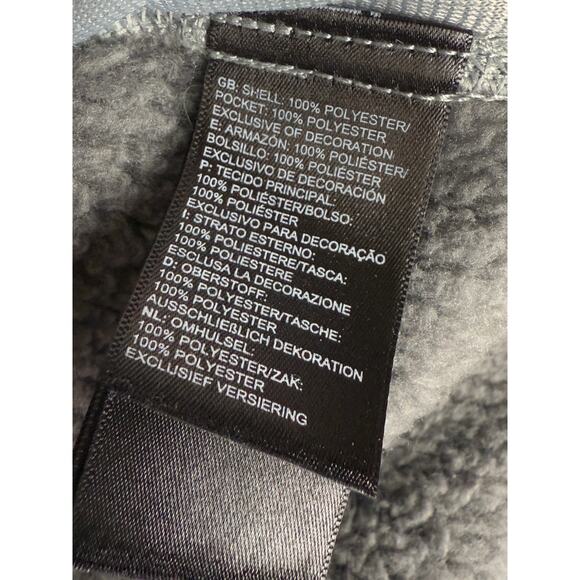 GB: SHELL: 100% POLYESTER/
POCKET: 100% POLYESTER
EXCLUSIVE OF DECORATION
E: ARMAZÓN: 100% POLIÉSTER/
BOLSILLO: 100% POLIÉSTER
EXCLUSIVO DE DECORACIÓN
P: TECIDO PRINCIPAL:
100% POLIÉSTER/BOLSO:
100% POLIÉSTER
EXCLUSIVO PARA DECORAÇÃO
I: STRATO ESTERNO:
100% POLIESTERE/TASCA:
100% POLIESTERE
ESCLUSA LA DECORAZIONE
D: OBERSTOFF:
100% POLYESTER/TASCHE:
100% POLYESTER
AUSSCHLIEßLICH DEKORATION
NL: OMHULSEL:
100% POLYESTER/ZAK:
100% POLYESTER
EXCLUSIEF VERSIERING